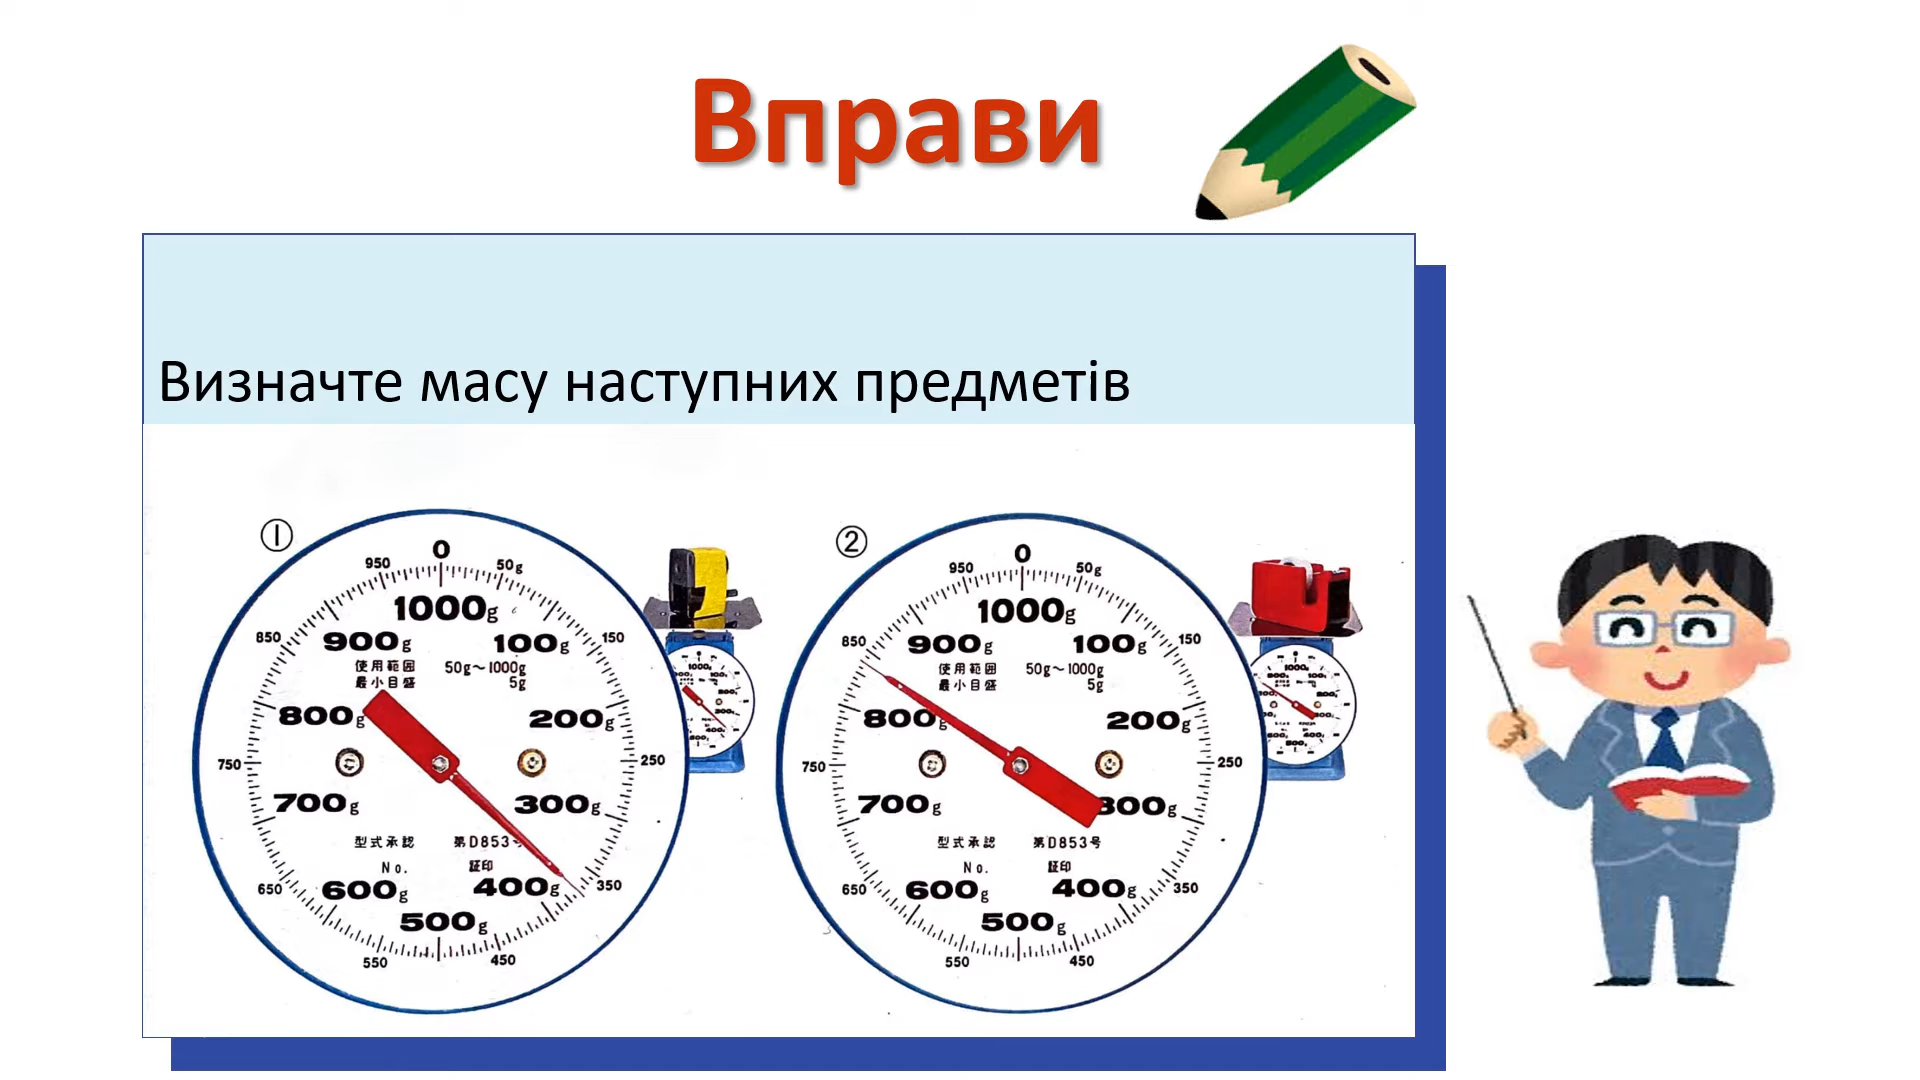 Вправи
Визначте масу наступних предметів
①
0
950
50g
1000g
850
150
900g
100g
使用範囲 50g～1000g
最小目盛 5g
800g
200g
750
250
700g
300g
型式承認 第D853号
No. 証印
650
600g
400g
350
500g
550
450
②
0
950
50g
1000g
850
150
900g
100g
使用範囲 50g～1000g
最小目盛 5g
800g
200g
750
250
700g
300g
型式承認 第D853号
No. 証印
650
600g
400g
350
500g
550
450